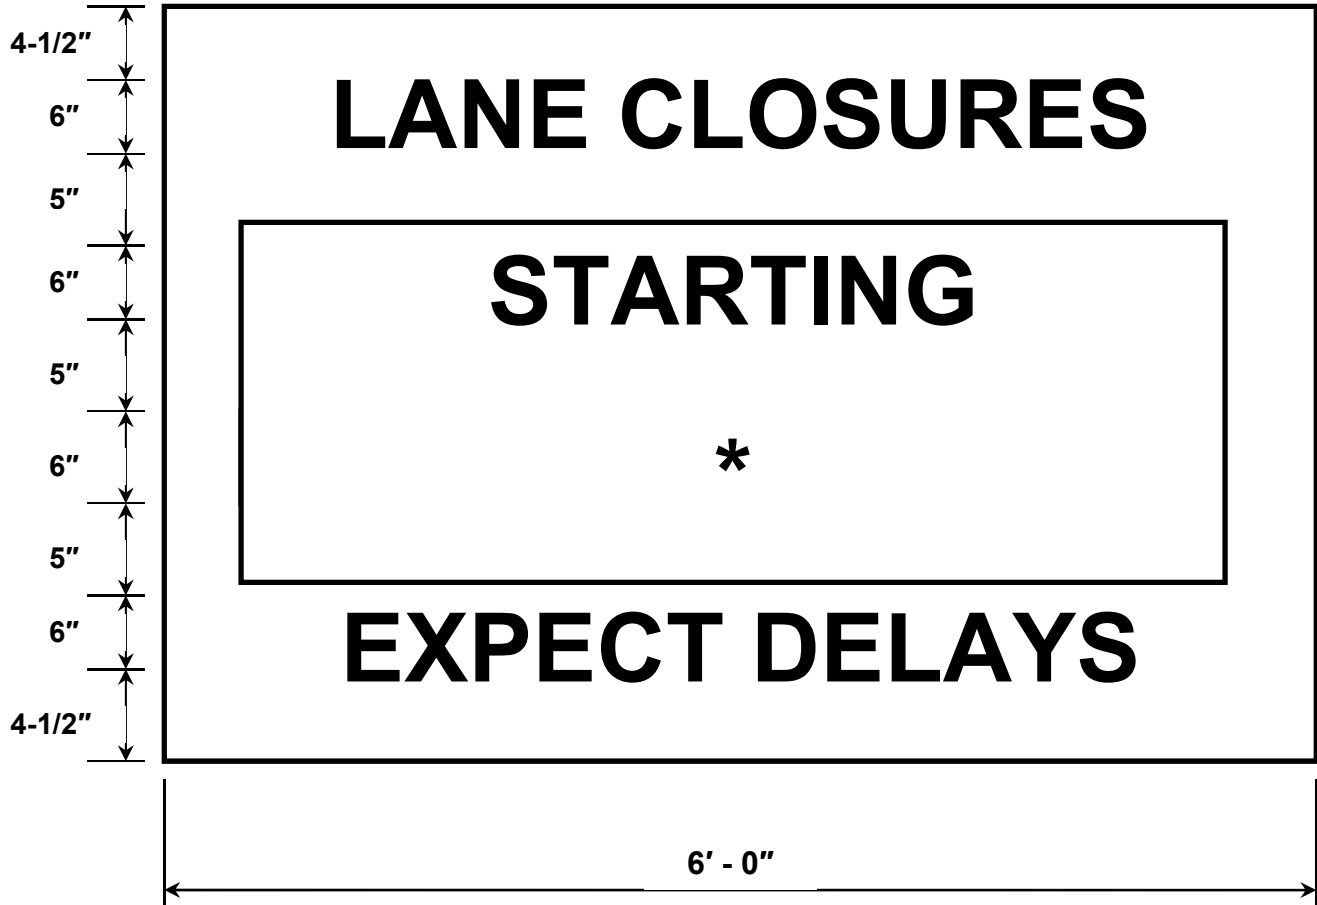 4-1/2″
LANE CLOSURES
6″
5″
STARTING
6″
5″
*
6″
5″
EXPECT DELAYS
6″
4-1/2″
6′ - 0″